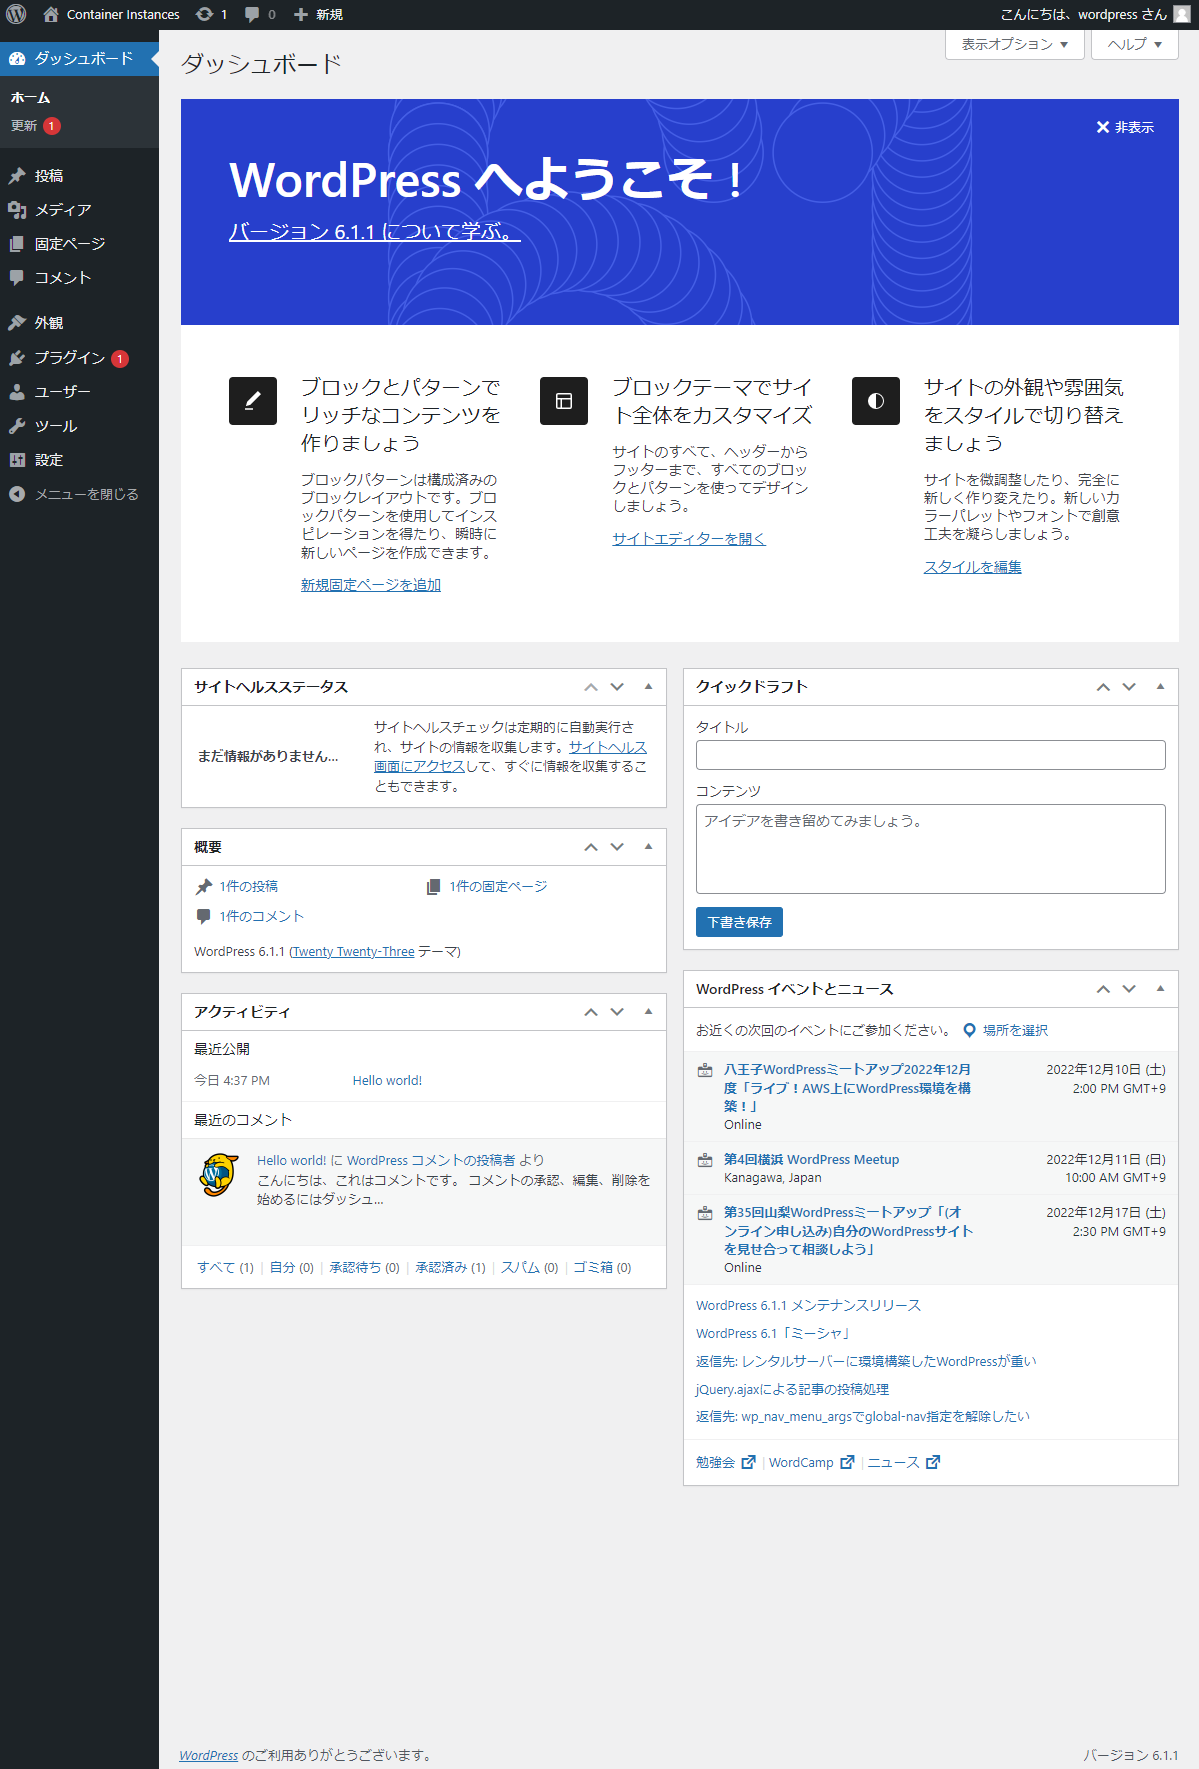 Container Instances 1 0 新規 こんにちは、wordpress さん
ダッシュボード
ホーム
更新 1
投稿
メディア
固定ページ
コメント
外観
プラグイン 1
ユーザー
ツール
設定
メニューを閉じる
表示オプション ▼ ヘルプ ▼
ダッシュボード
非表示
WordPress へようこそ !
バージョン 6.1.1 について学ぶ。
ブロックとパターンで
リッチなコンテンツを
作りましょう
ブロックパターンは構成済みの
ブロックレイアウトです。ブロ
ックパターンを使用してインス
ピレーションを得たり、瞬時に
新しいページを作成できます。
新規固定ページを追加
ブロックテーマでサイ
ト全体をカスタマイズ
サイトのすべて、ヘッダーから
フッターまで、すべてのブロッ
クとパターンを使ってデザイン
しましょう。
サイトエディターを開く
サイトの外観や雰囲気
をスタイルで切り替え
ましょう
サイトを微調整したり、完全に
新しく作り変えたり。新しいカ
ラーパレットやフォントで創意
工夫を凝らしましょう。
スタイルを編集
サイトヘルスステータス
まだ情報がありません…
サイトヘルスチェックは定期的に自動実行さ
れ、サイトの情報を収集します。サイトヘルス
画面にアクセスして、すぐに情報を収集するこ
ともできます。
概要
1件の投稿 1件の固定ページ
1件のコメント
WordPress 6.1.1 (Twenty Twenty-Three テーマ)
アクティビティ
最近公開
今日 4:37 PM Hello world!
最近のコメント
Hello world! に WordPress コメントの投稿者 より
こんにちは、これはコメントです。 コメントの承認、編集、削除を
始めるにはダッシュ…
すべて (1) | 自分 (0) | 承認待ち (0) | 承認済み (1) | スパム (0) | ゴミ箱 (0)
クイックドラフト
タイトル
コンテンツ
アイデアを書き留めてみましょう。
下書き保存
WordPress イベントとニュース
お近くの次回のイベントにご参加ください。 場所を選択
八王子WordPressミートアップ2022年12月 2022年12月10日 (土)
度「ライブ！AWS上にWordPress環境を構 2:00 PM GMT+9
築！」
Online
第4回横浜 WordPress Meetup 2022年12月11日 (日)
Kanagawa, Japan 10:00 AM GMT+9
第35回山梨WordPressミートアップ「(オ 2022年12月17日 (土)
ンライン申し込み)自分のWordPressサイト 2:30 PM GMT+9
を見せ合って相談しよう」
Online
WordPress 6.1.1 メンテナンスリリース
WordPress 6.1「ミーシャ」
返信先: レンタルサーバーに環境構築したWordPressが重い
jQuery.ajaxによる記事の投稿処理
返信先: wp_nav_menu_argsでglobal-nav指定を解除したい
勉強会 | WordCamp | ニュース
WordPress のご利用ありがとうございます。 バージョン 6.1.1